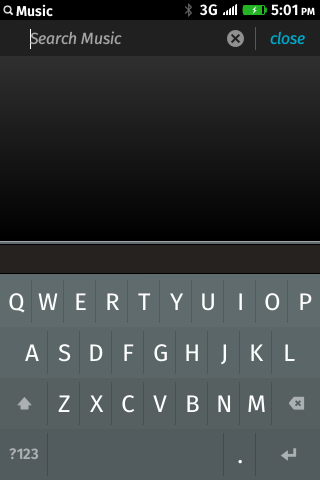 Music 3G 5:01 PM
Search Music close
Q W E R T Y U I O P
A S D F G H J K L
Z X C V B N M
?123 .